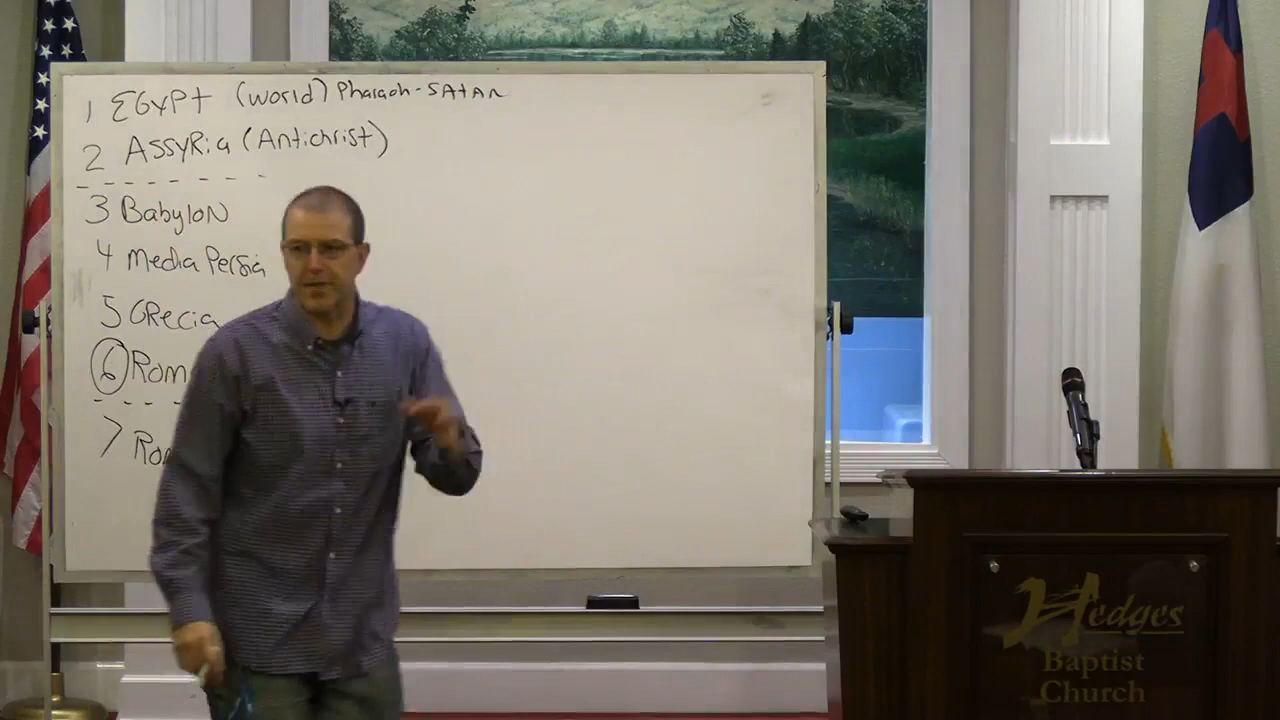 1 EGYPt (World) Pharaoh-SAtAN
2 ASSYRia (Antichrist)
3 BabyloN
4 Media Persia
5 GRecia
6 Rom
7 Ro
Hedges
Baptist
Church